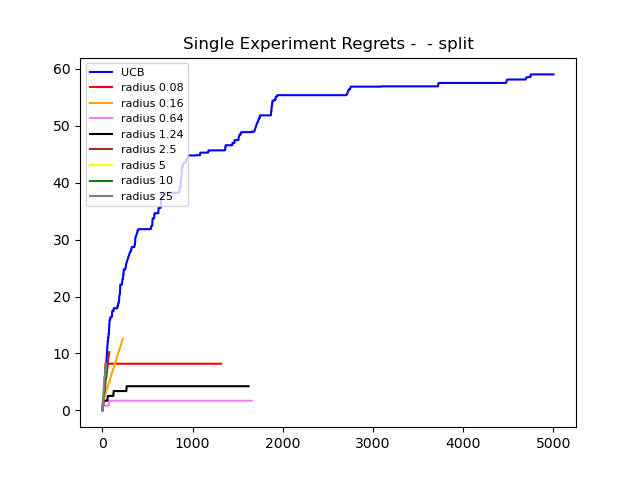 Single Experiment Regrets -  - split
60
50
40
30
20
10
0
UCB
radius 0.08
radius 0.16
radius 0.64
radius 1.24
radius 2.5
radius 5
radius 10
radius 25
0 1000 2000 3000 4000 5000